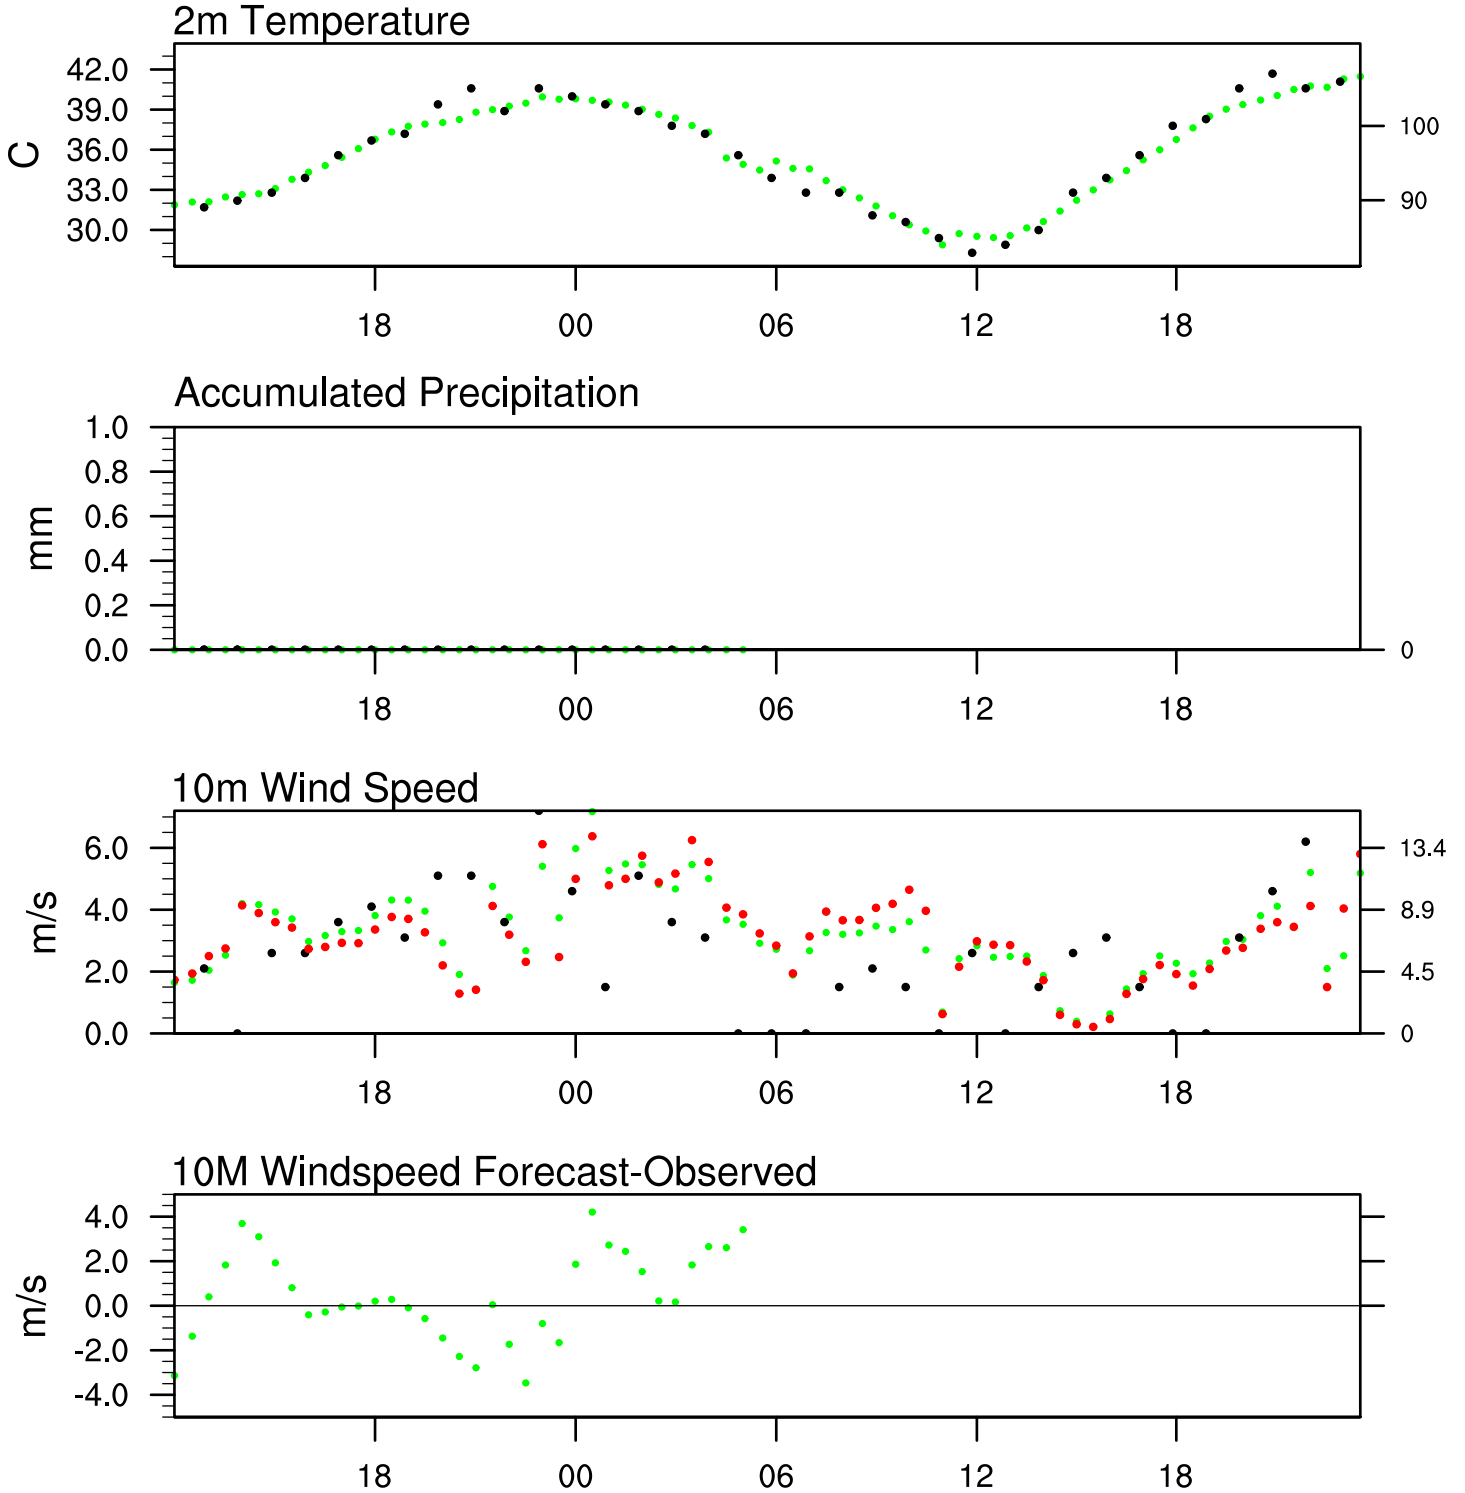 2m Temperature
42.0
39.0
36.0
33.0
30.0
C
100
90
18 00 06 12 18
Accumulated Precipitation
1.0
0.8
0.6
0.4
0.2
0.0
mm
0
18 00 06 12 18
10m Wind Speed
6.0
4.0
2.0
0.0
m/s
13.4
8.9
4.5
0
18 00 06 12 18
10M Windspeed Forecast-Observed
4.0
2.0
0.0
-2.0
-4.0
m/s
18 00 06 12 18